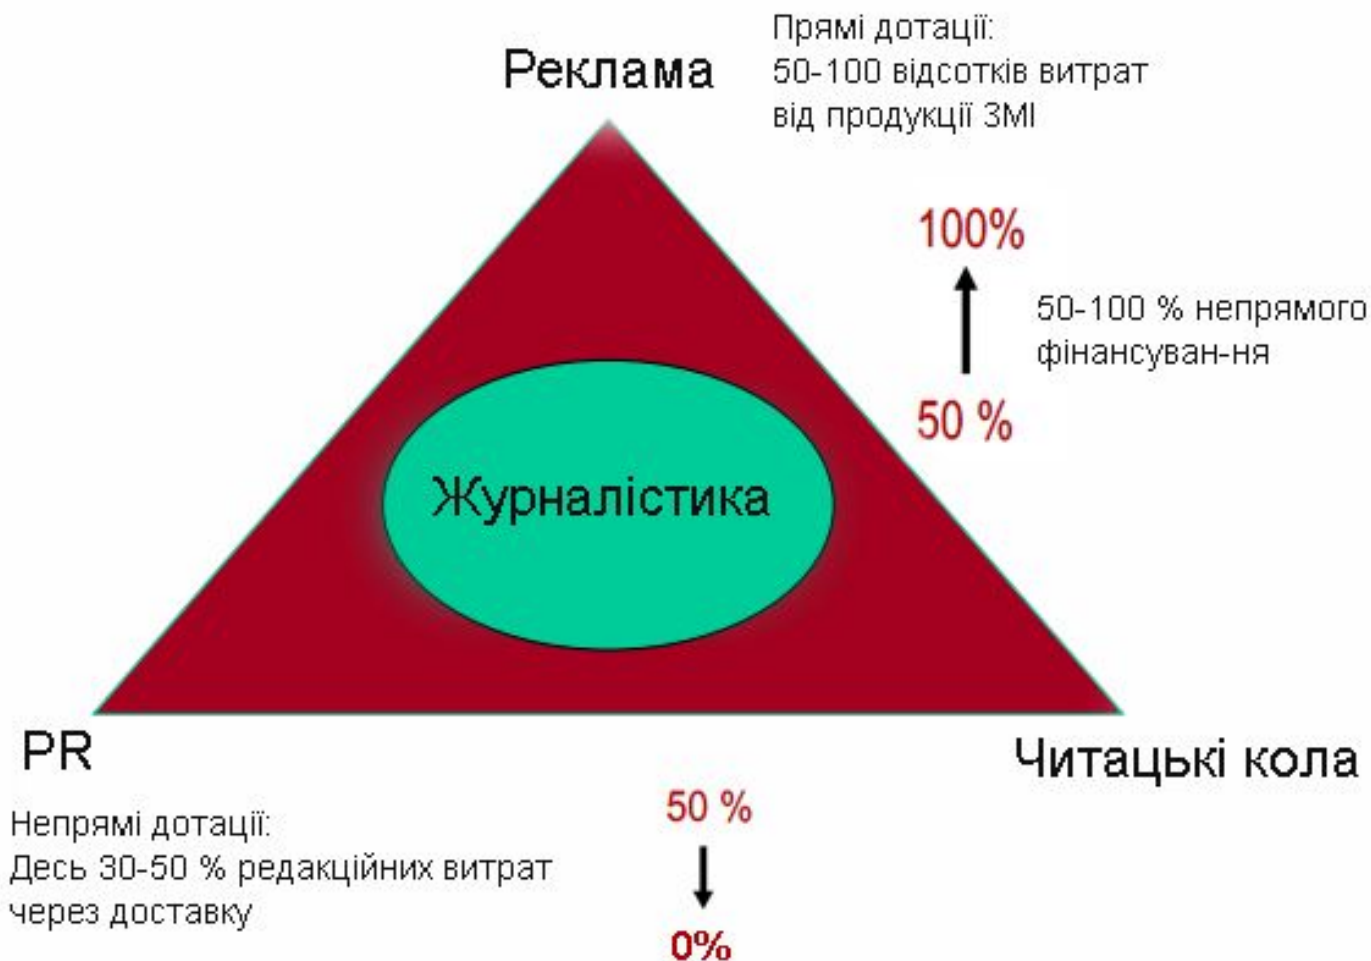 Реклама
Прямі дотації:
50-100 відсотків витрат
від продукції ЗМІ
100%
50-100 % непрямого
фінансуван-ня
50 %
Журналістика
PR
Читацькі кола
Непрямі дотації:
Десь 30-50 % редакційних витрат
через доставку
50 %
0%